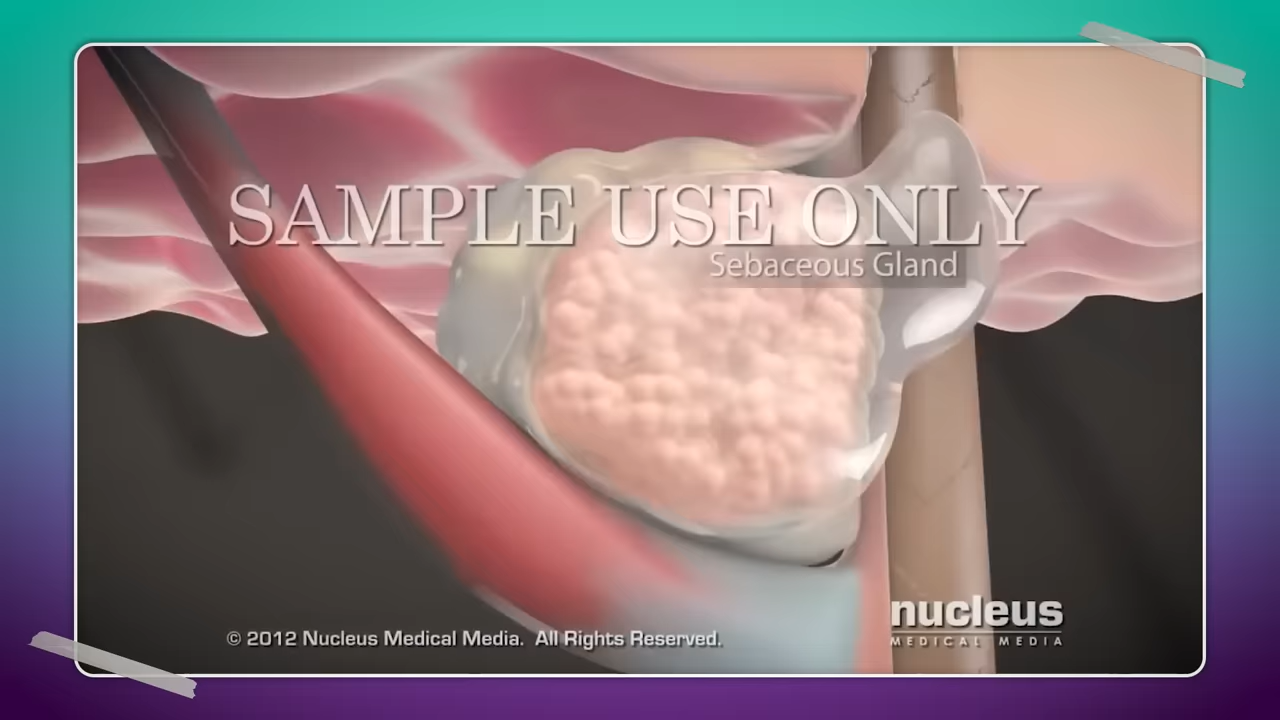 SAMPLE USE ONLY
Sebaceous Gland
nucleus
MEDICAL MEDIA
© 2012 Nucleus Medical Media. All Rights Reserved.